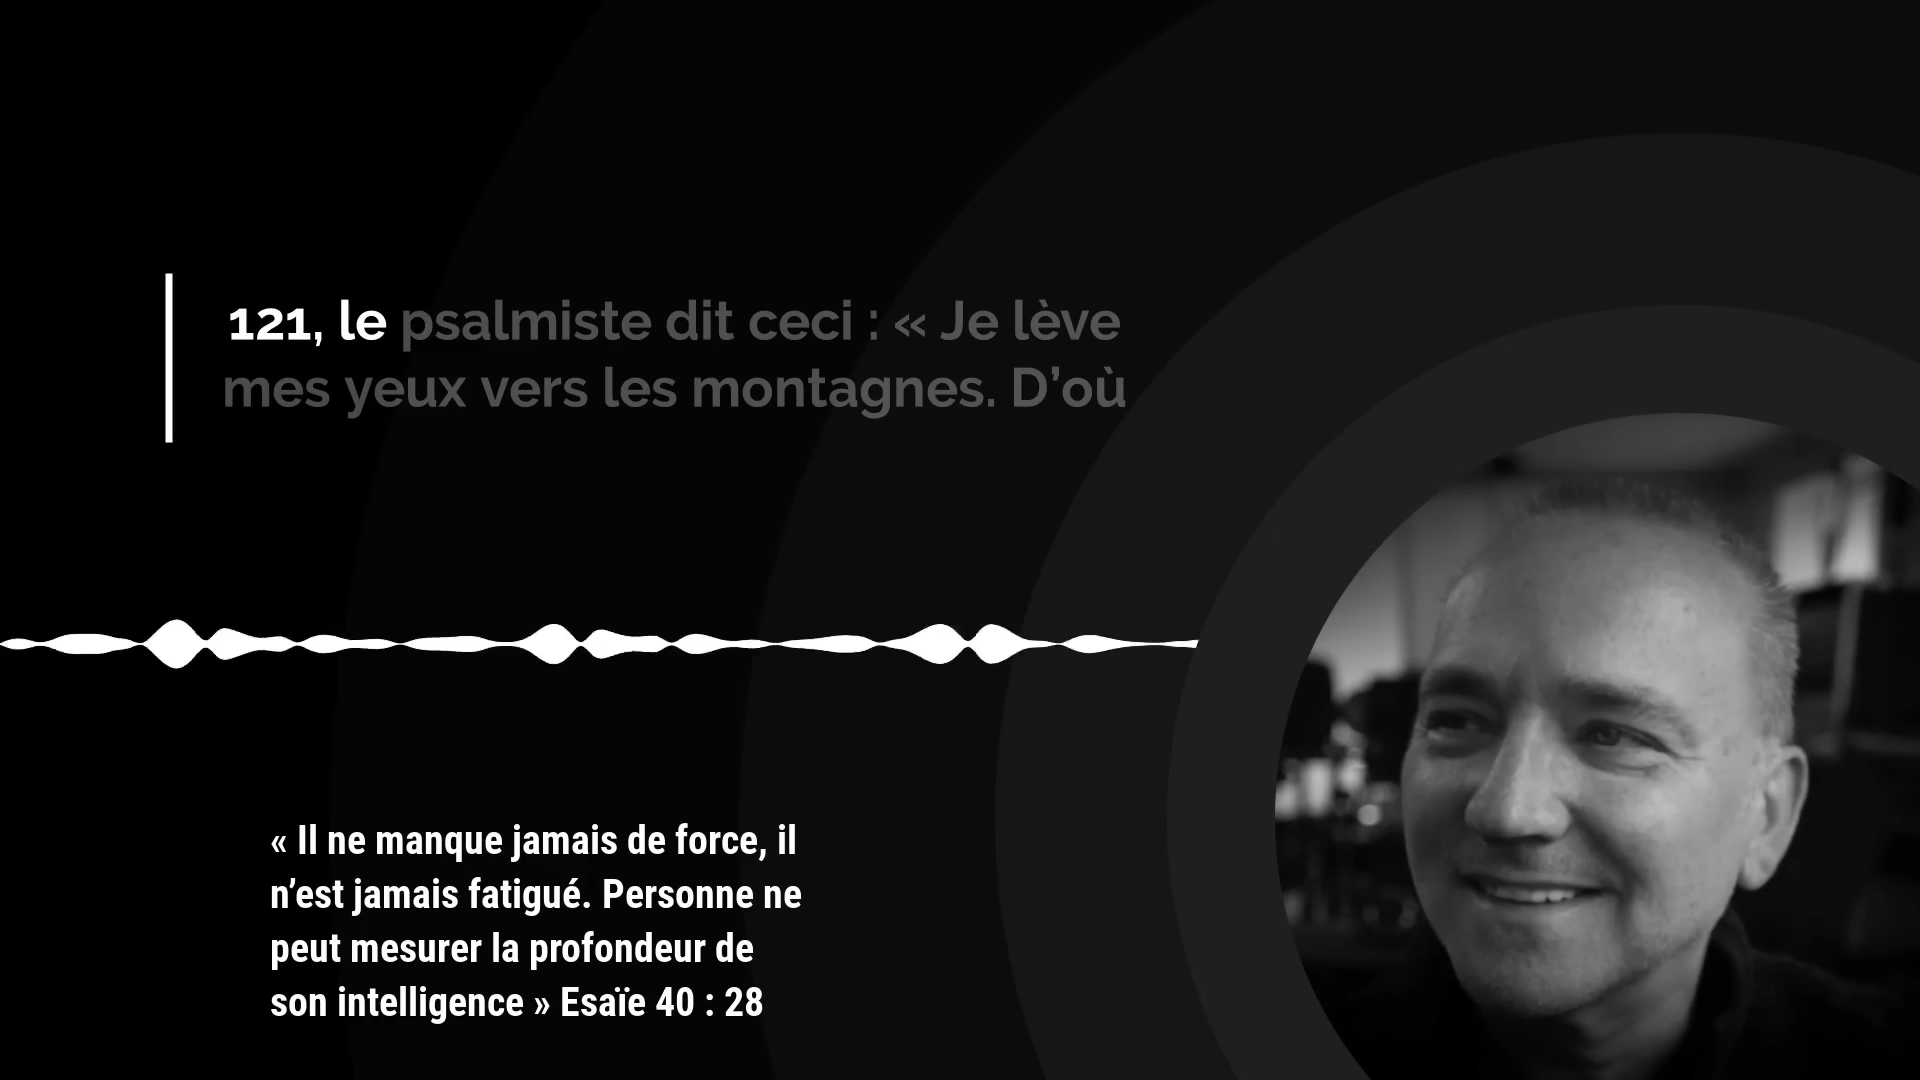 121, le psalmiste dit ceci : « Je lève
mes yeux vers les montagnes. D’où
« Il ne manque jamais de force, il
n’est jamais fatigué. Personne ne
peut mesurer la profondeur de
son intelligence » Esaïe 40 : 28